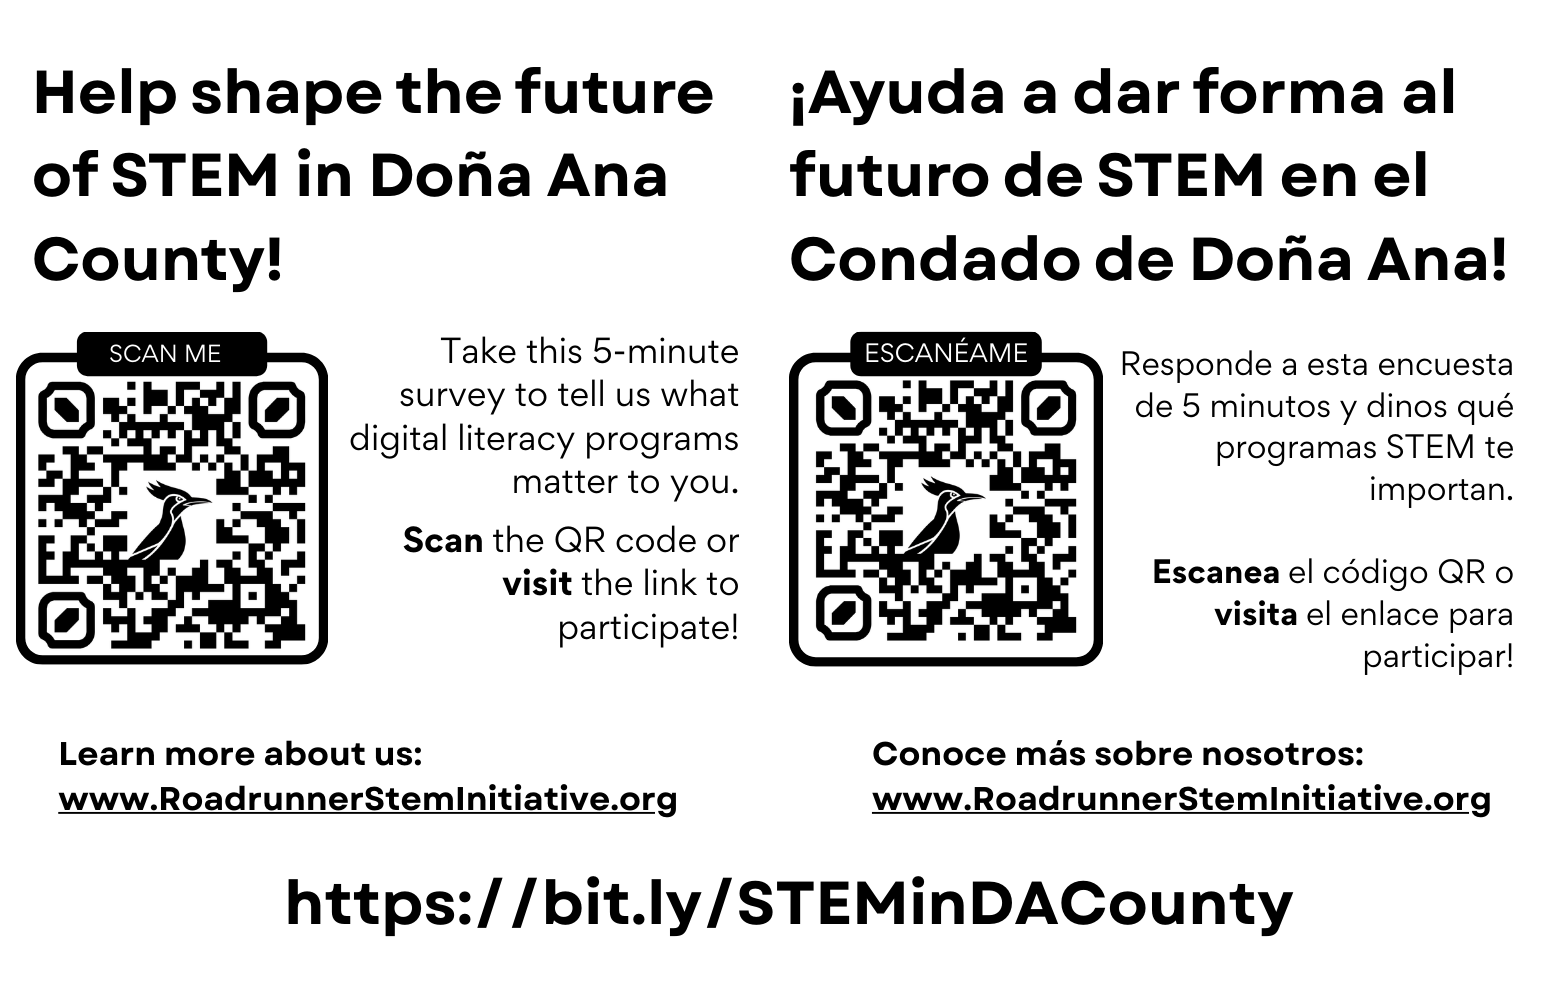 Help shape the future
of STEM in Doña Ana
County!
SCAN ME
Take this 5-minute
survey to tell us what
digital literacy programs
matter to you.
Scan the QR code or
visit the link to
participate!
Learn more about us:
www.RoadrunnerStemInitiative.org
¡Ayuda a dar forma al
futuro de STEM en el
Condado de Doña Ana!
ESCANÉAME
Responde a esta encuesta
de 5 minutos y dinos qué
programas STEM te
importan.
Escanea el código QR o
visita el enlace para
participar!
Conoce más sobre nosotros:
www.RoadrunnerStemInitiative.org
https://bit.ly/STEMinDACounty